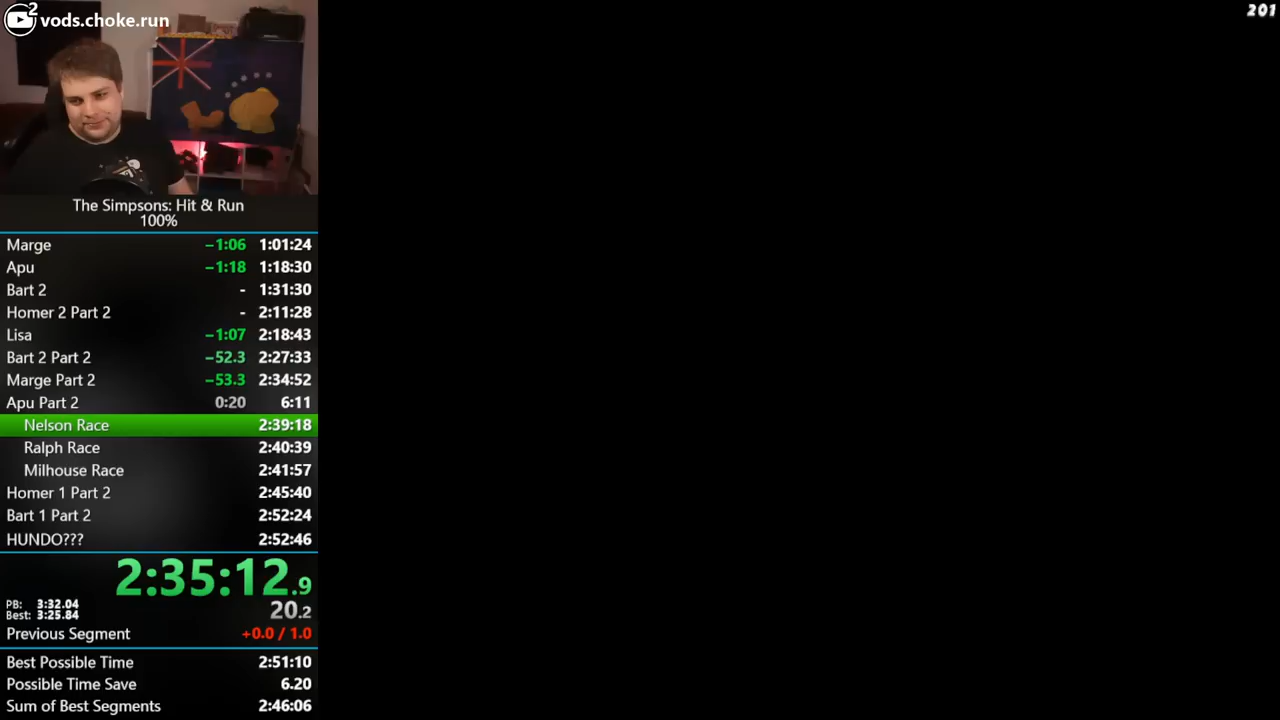 2 vods.choke.run
201
The Simpsons: Hit & Run
100%
Marge −1:06 1:01:24
Apu −1:18 1:18:30
Bart 2 - 1:31:30
Homer 2 Part 2 - 2:11:28
Lisa −1:07 2:18:43
Bart 2 Part 2 −52.3 2:27:33
Marge Part 2 −53.3 2:34:52
Apu Part 2 0:20 6:11
Nelson Race 2:39:18
Ralph Race 2:40:39
Milhouse Race 2:41:57
Homer 1 Part 2 2:45:40
Bart 1 Part 2 2:52:24
HUNDO??? 2:52:46
2:35:12.9
PB: 3:32.04
Best: 3:25.84
20.2
Previous Segment +0.0 / 1.0
Best Possible Time 2:51:10
Possible Time Save 6.20
Sum of Best Segments 2:46:06